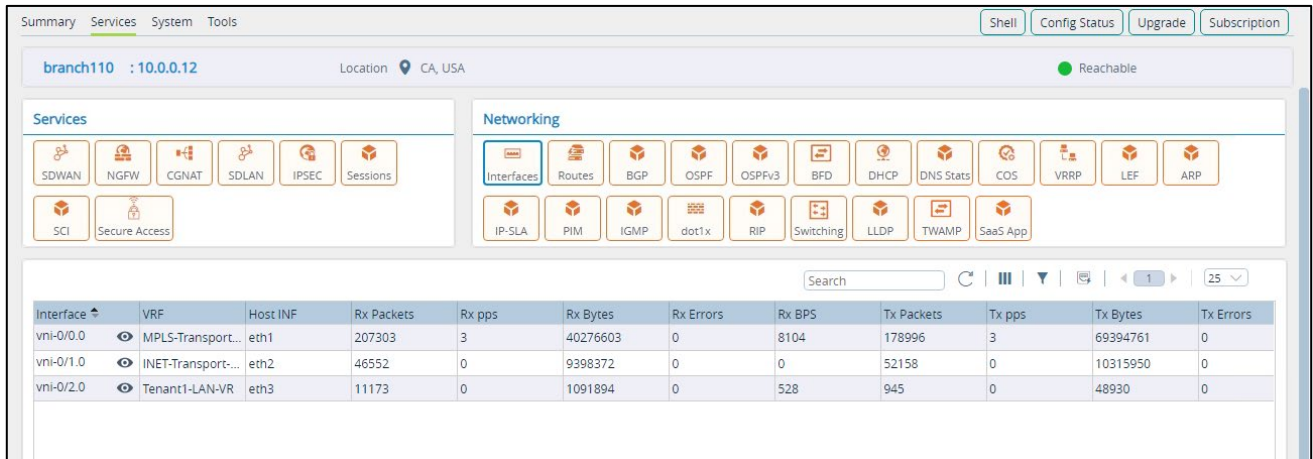 Summary Services System Tools Shell Config Status Upgrade Subscription
branch110 : 10.0.0.12 Location CA, USA Reachable
Services
SDWAN NGFW CGNAT SDLAN IPSEC Sessions
SCI Secure Access
Networking
Interfaces Routes BGP OSPF OSPFv3 BFD DHCP DNS Stats COS VRRP LEF ARP
IP-SLA PIM IGMP dot1x RIP Switching LLDP TWAMP SaaS App
Search 1 25
Interface VRF Host INF Rx Packets Rx pps Rx Bytes Rx Errors Rx BPS Tx Packets Tx pps Tx Bytes Tx Errors
vni-0/0.0 MPLS-Transport... eth1 207303 3 40276603 0 8104 178996 3 69394761 0
vni-0/1.0 INET-Transport-... eth2 46552 0 9398372 0 0 52158 0 10315950 0
vni-0/2.0 Tenant1-LAN-VR eth3 11173 0 1091894 0 528 945 0 48930 0